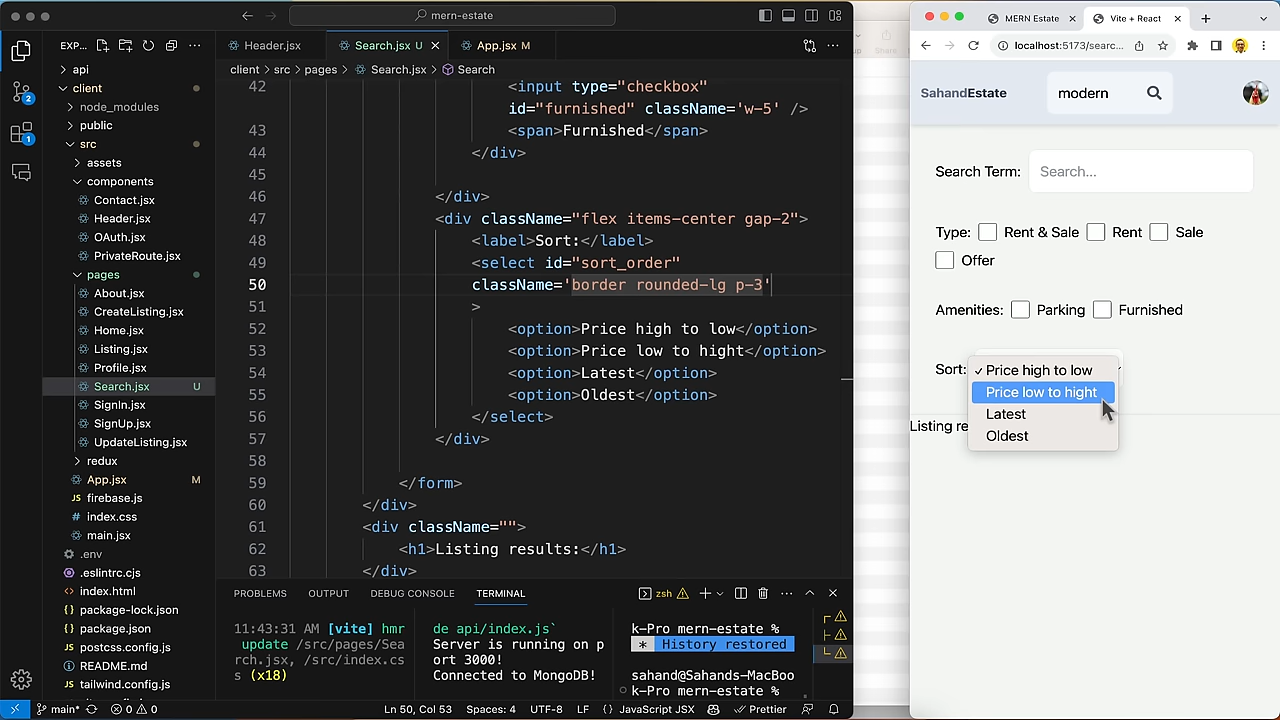 mern-estate
EXP...
Header.jsx
Search.jsx U
App.jsx M
client > src > pages > Search.jsx > Search
api
client
node_modules
public
src
assets
components
Contact.jsx
Header.jsx
OAuth.jsx
PrivateRoute.jsx
pages
About.jsx
CreateListing.jsx
Home.jsx
Listing.jsx
Profile.jsx
Search.jsx U
SignIn.jsx
SignUp.jsx
UpdateListing.jsx
redux
App.jsx M
JS firebase.js
# index.css
main.jsx
.env
.eslintrc.cjs
<> index.html
{} package-lock.json
{} package.json
JS postcss.config.js
README.md
JS tailwind.config.js
2
1
42 <input type="checkbox"
id="furnished" className='w-5' />
43 <span>Furnished</span>
44 </div>
45
46 </div>
47 <div className="flex items-center gap-2">
48 <label>Sort:</label>
49 <select id="sort_order"
50 className='border rounded-lg p-3'
51 >
52 <option>Price high to low</option>
53 <option>Price low to hight</option>
54 <option>Latest</option>
55 <option>Oldest</option>
56 </select>
57 </div>
58
59 </form>
60 </div>
61 <div className="">
62 <h1>Listing results:</h1>
63 </div>
PROBLEMS OUTPUT DEBUG CONSOLE TERMINAL
zsh
11:43:31 AM [vite] hmr
update /src/pages/Sea
rch.jsx, /src/index.cs
s (x18)
de api/index.js`
Server is running on p
ort 3000!
Connected to MongoDB!
k-Pro mern-estate %
* History restored
sahand@Sahands-MacBoo
k-Pro mern-estate %
main* 0 0
Ln 50, Col 53 Spaces: 4 UTF-8 LF {} JavaScript JSX Prettier
Share
MERN Estate
Vite + React
localhost:5173/searc...
SahandEstate
modern
Search Term: Search...
Type: Rent & Sale Rent Sale
Offer
Amenities: Parking Furnished
Sort:
✓ Price high to low
Price low to hight
Latest
Oldest
Listing re